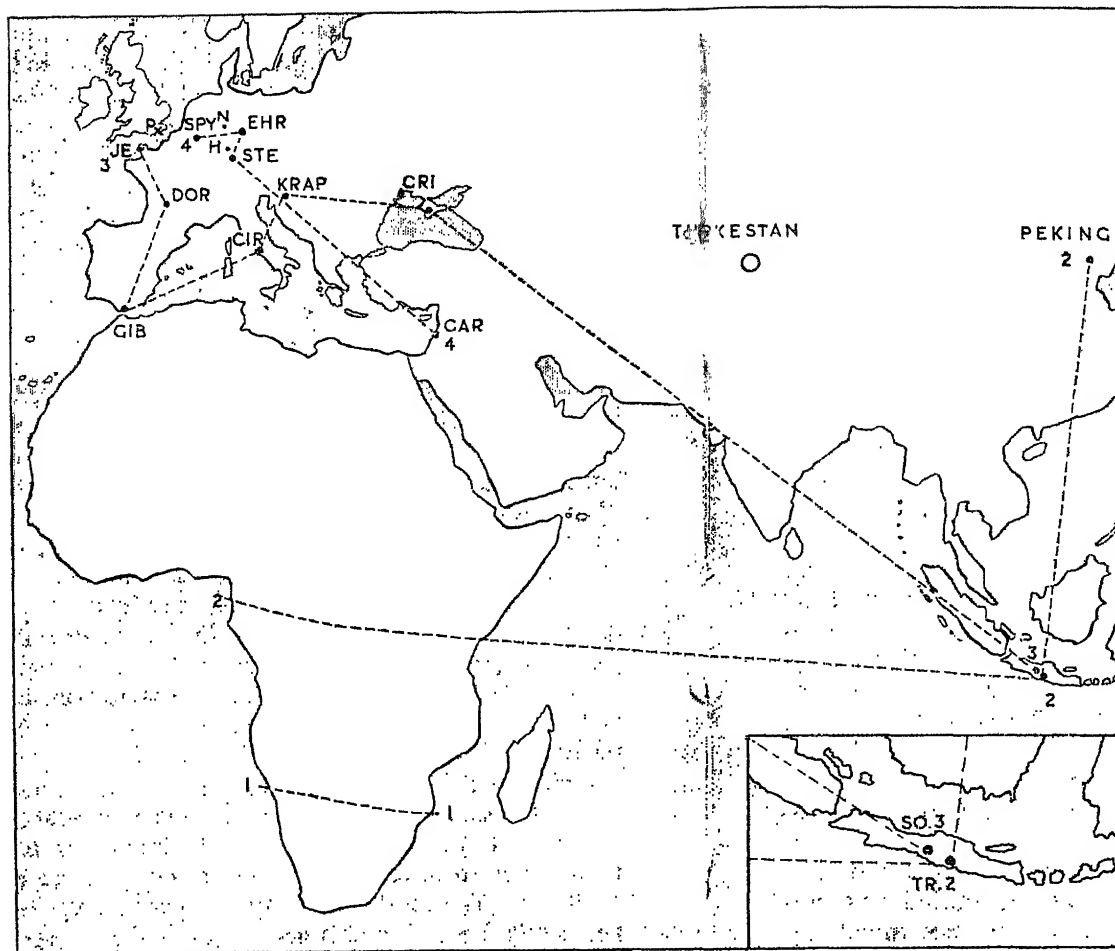 P
SPY
N
EHR
JE
4
H
STE
3
KRAP
CRI
DOR
TURKESTAN
PEKING
2
CIR
GIB
CAR
4
2
3
2
1
1
SO.3
TR.2